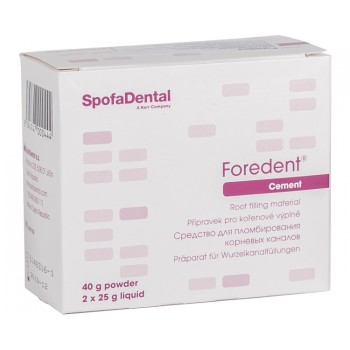 SpofaDental
A Kerr Company
Foredent®
Cement
Root filling material
Přípravek pro kořenové výplně
Средство для пломбирования
корневых каналов
Präparat für Wurzelkanalfüllungen
40 g powder
2 x 25 g liquid